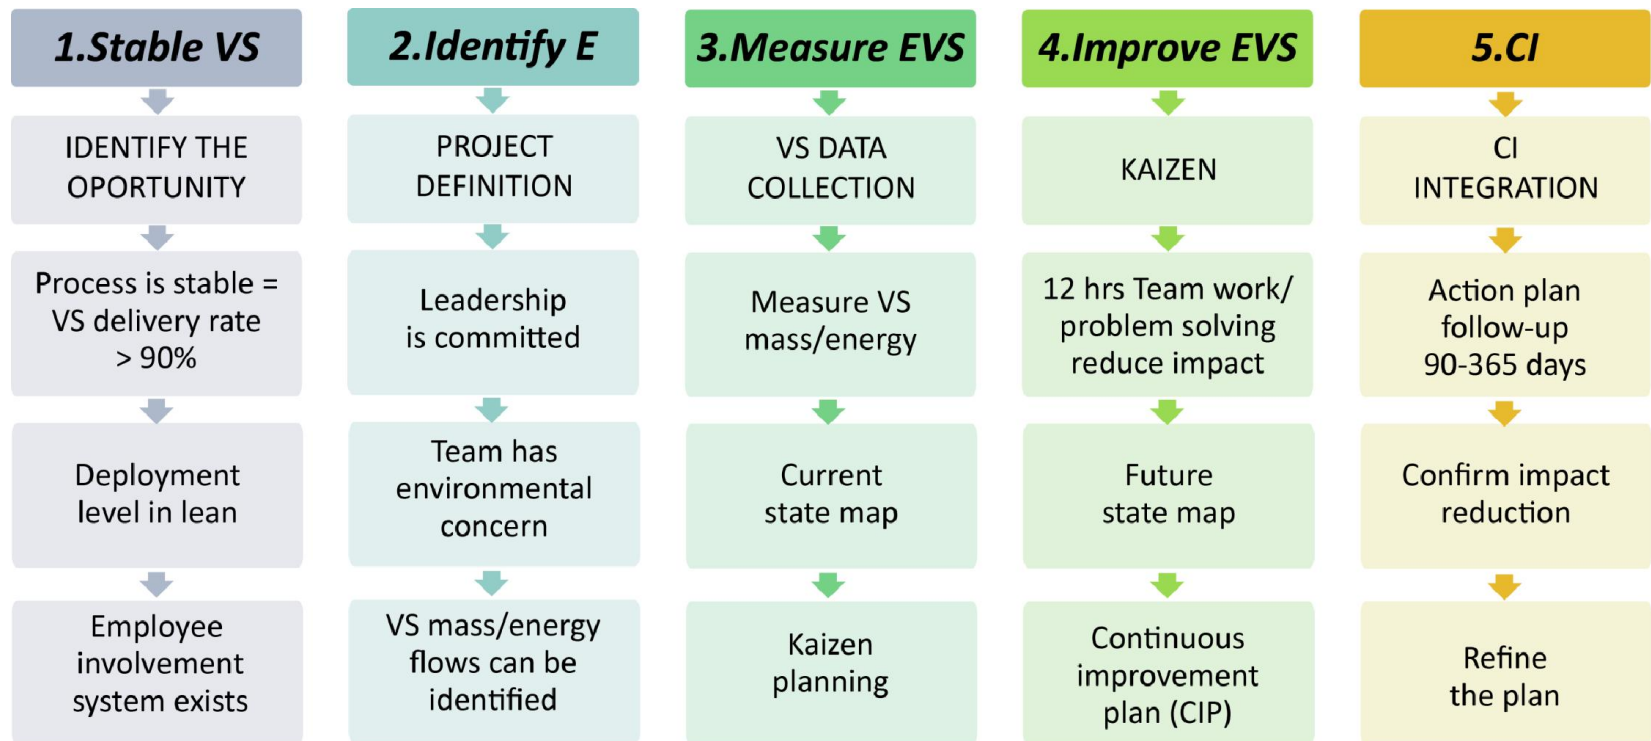 1.Stable VS
IDENTIFY THE
OPORTUNITY
Process is stable =
VS delivery rate
> 90%
Deployment
level in lean
Employee
involvement
system exists
2.Identify E
PROJECT
DEFINITION
Leadership
is committed
Team has
environmental
concern
VS mass/energy
flows can be
identified
3.Measure EVS
VS DATA
COLLECTION
Measure VS
mass/energy
Current
state map
Kaizen
planning
4.Improve EVS
KAIZEN
12 hrs Team work/
problem solving
reduce impact
Future
state map
Continuous
improvement
plan (CIP)
5.CI
CI
INTEGRATION
Action plan
follow-up
90-365 days
Confirm impact
reduction
Refine
the plan